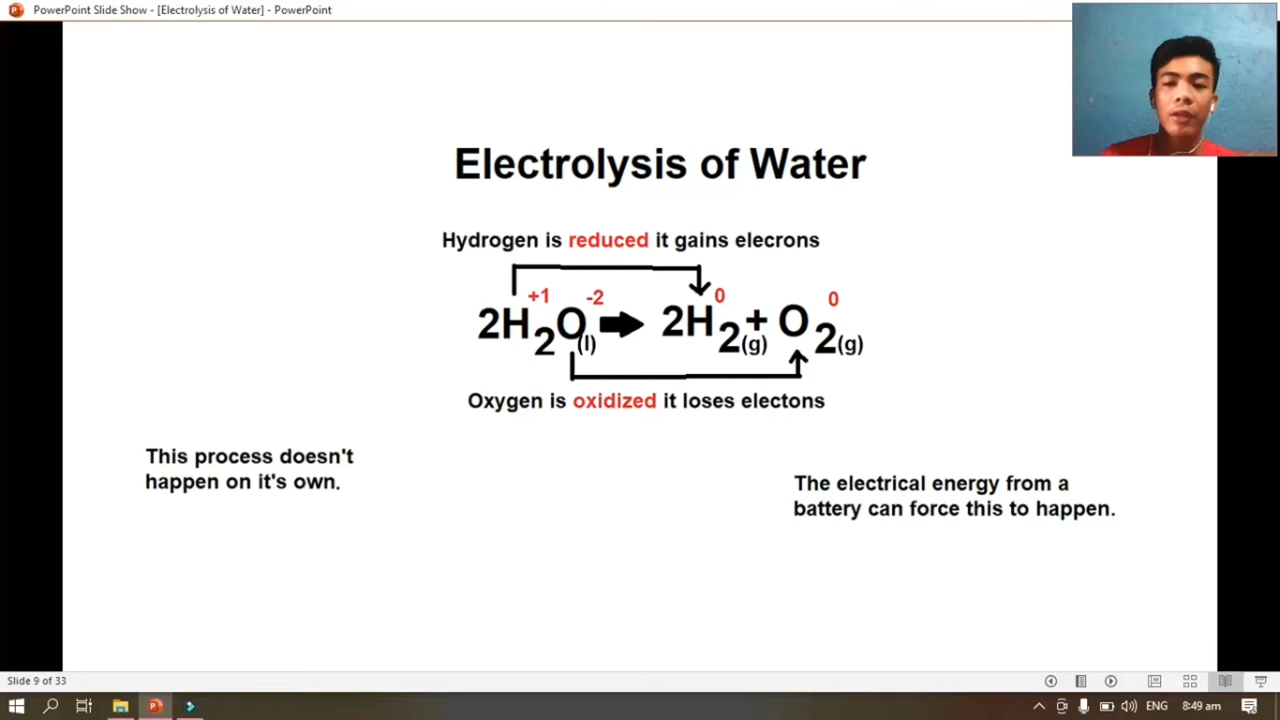 PowerPoint Slide Show - [Electrolysis of Water] - PowerPoint
Electrolysis of Water
Hydrogen is reduced it gains elecrons
+1 -2 0 0
2H2O(l) → 2H2(g) + O2(g)
Oxygen is oxidized it loses electons
This process doesn't
happen on it's own.
The electrical energy from a
battery can force this to happen.
Slide 9 of 33
ENG 8:49 am